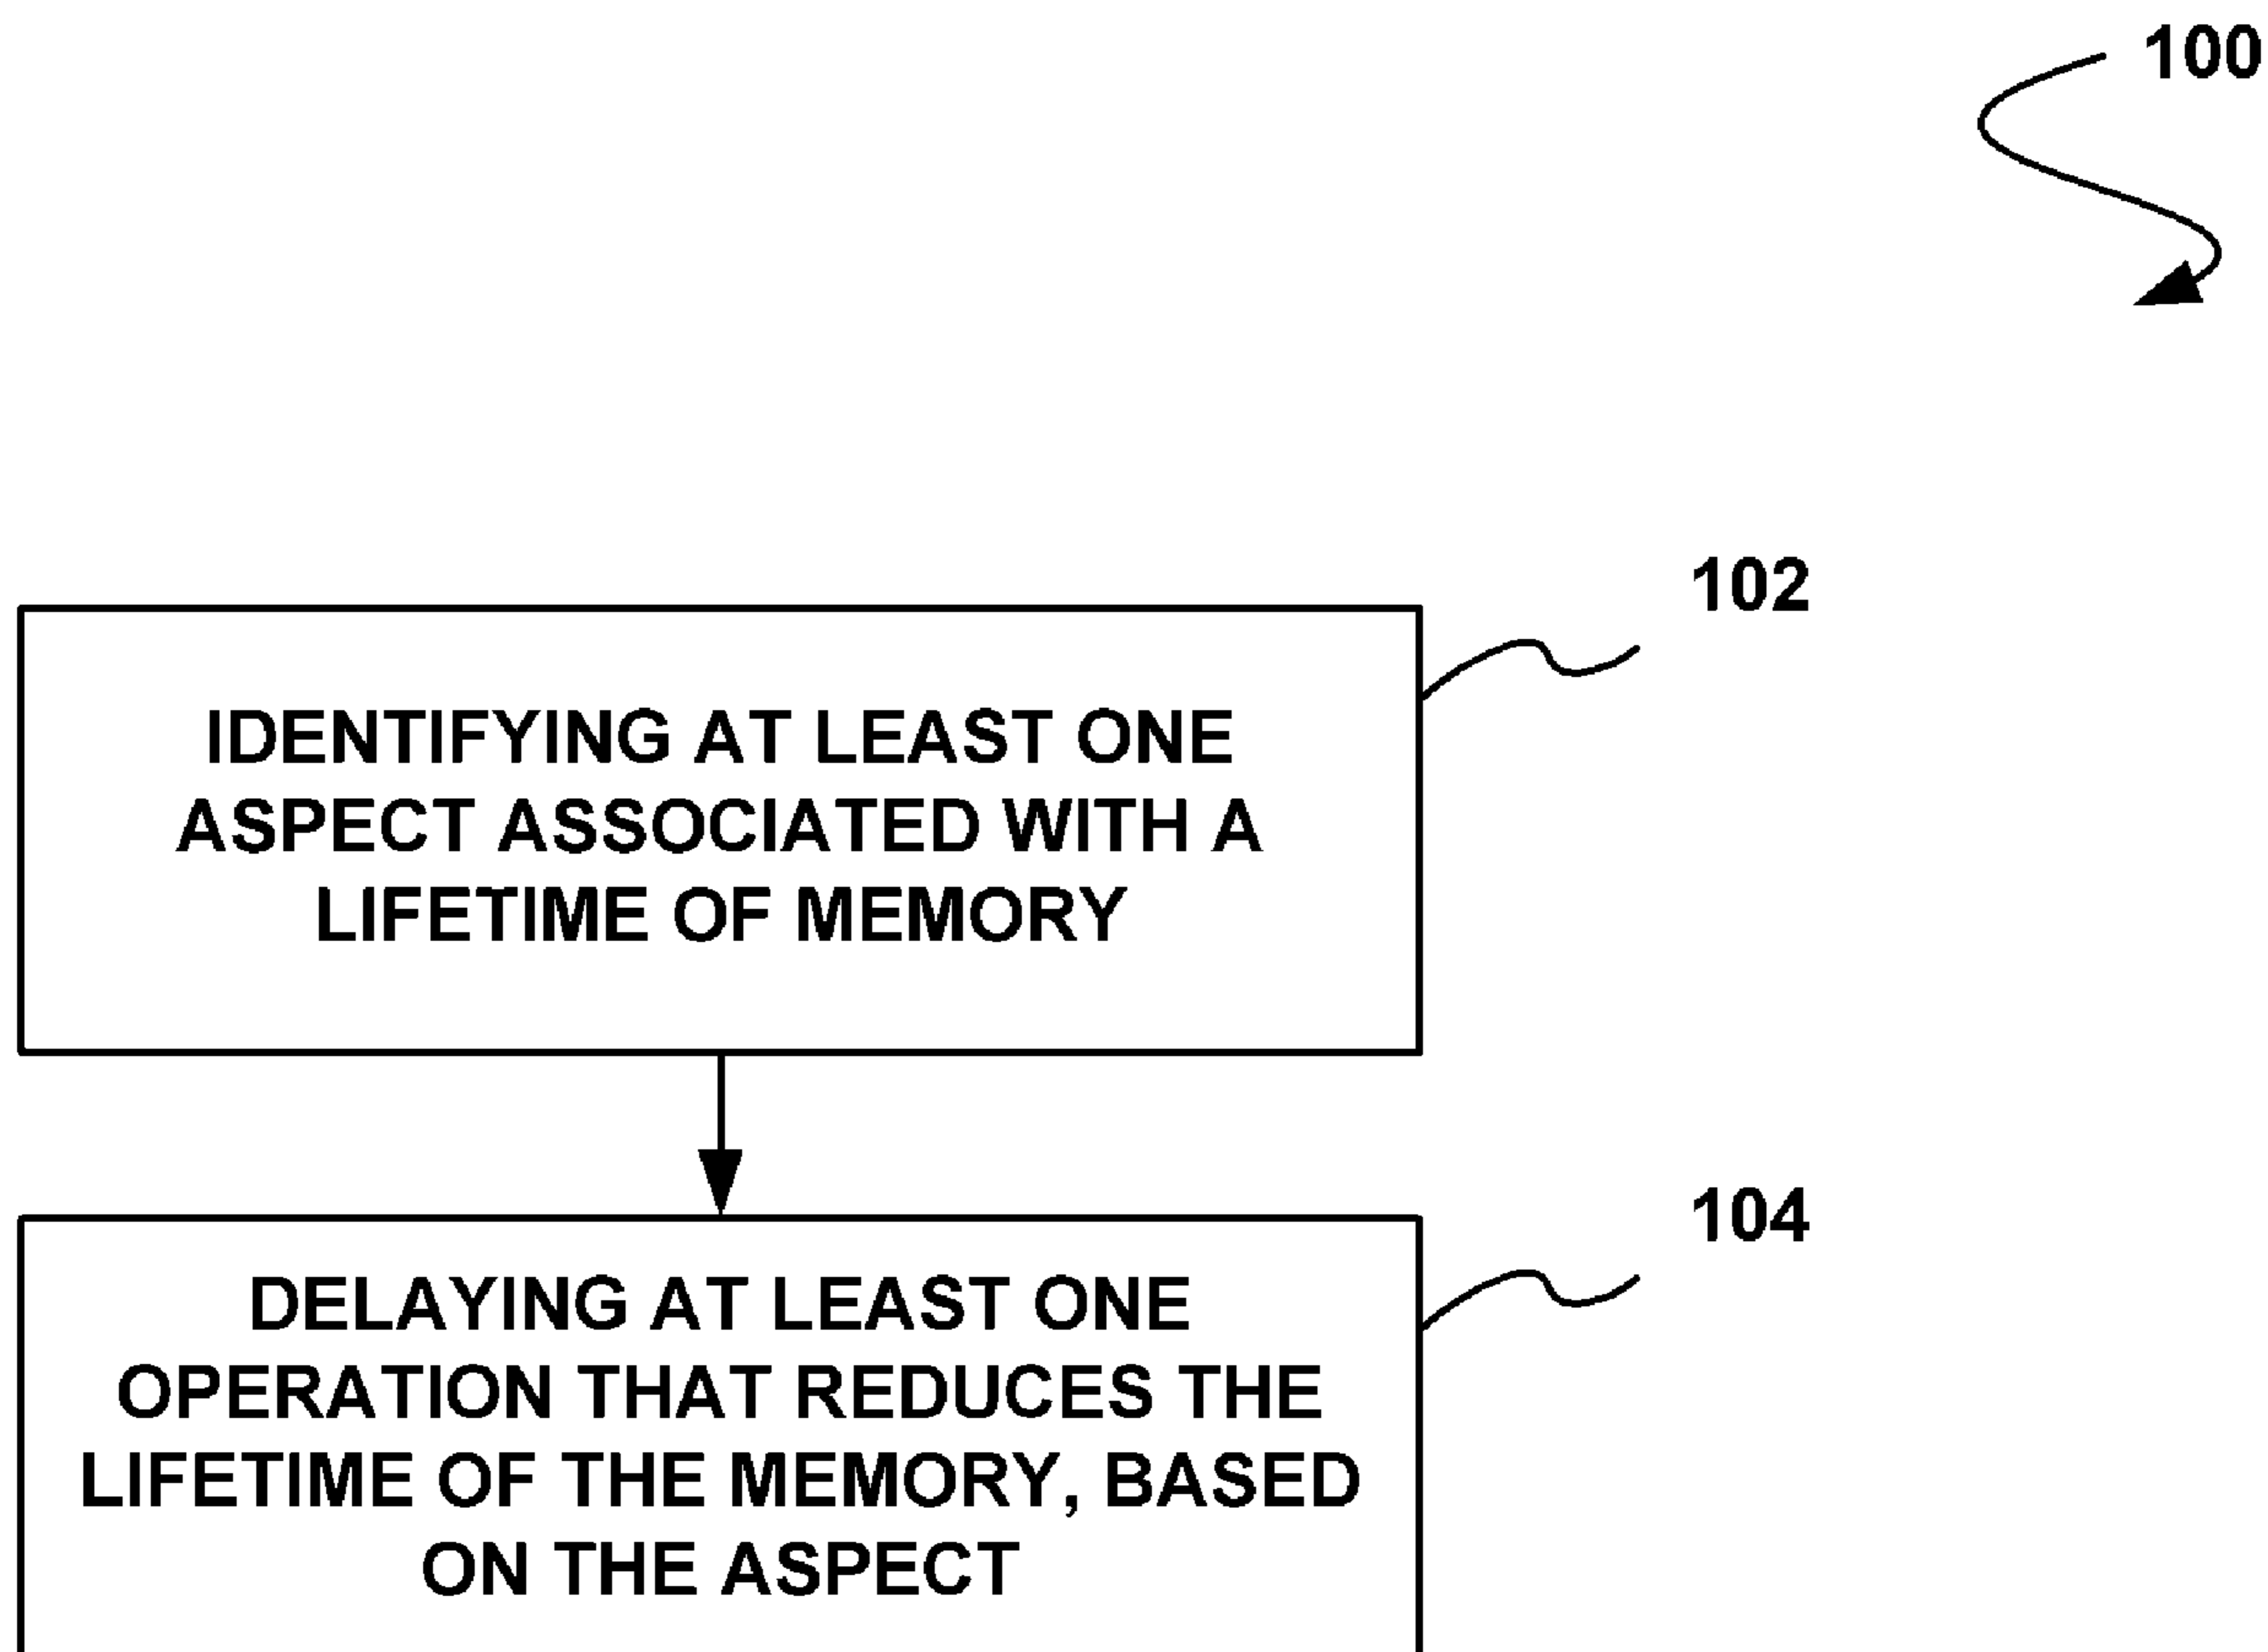 100
102
IDENTIFYING AT LEAST ONE
ASPECT ASSOCIATED WITH A
LIFETIME OF MEMORY
104
DELAYING AT LEAST ONE
OPERATION THAT REDUCES THE
LIFETIME OF THE MEMORY, BASED
ON THE ASPECT